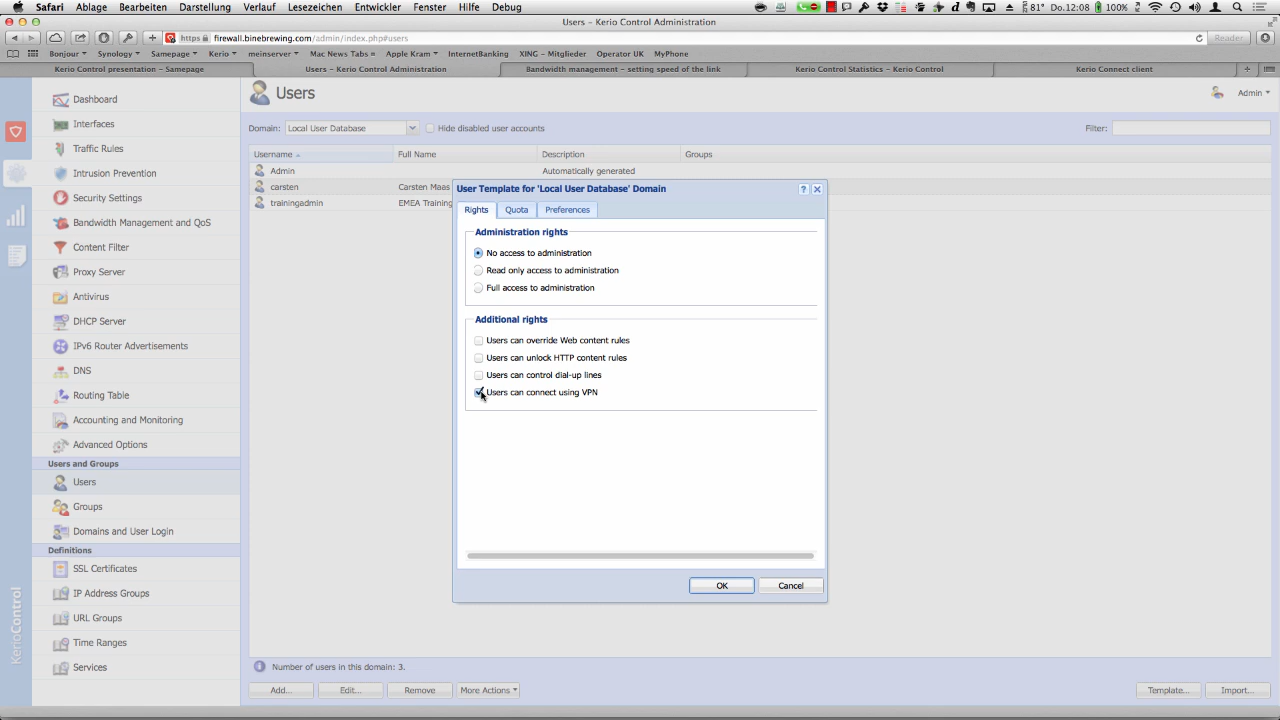 Safari Ablage Bearbeiten Darstellung Verlauf Lesezeichen Entwickler Fenster Hilfe Debug 81° Do.12:08 100%
Users – Kerio Control Administration
https firewall.binebrewing.com/admin/index.php#users Reader
Bonjour Synology Samepage Kerio meinserver Mac News Tabs Apple Kram InternetBanking XING - Mitglieder Operator UK MyPhone
Kerio Control presentation – Samepage Users – Kerio Control Administration Bandwidth management – setting speed of the link Kerio Control Statistics – Kerio Control Kerio Connect client
Users Admin
Domain: Local User Database Hide disabled user accounts Filter:
Username Full Name Description Groups
Admin Automatically generated
carsten Carsten Maas
trainingadmin EMEA Training
Dashboard
Interfaces
Traffic Rules
Intrusion Prevention
Security Settings
Bandwidth Management and QoS
Content Filter
Proxy Server
Antivirus
DHCP Server
IPv6 Router Advertisements
DNS
Routing Table
Accounting and Monitoring
Advanced Options
Users and Groups
Users
Groups
Domains and User Login
Definitions
SSL Certificates
IP Address Groups
URL Groups
Time Ranges
Services
KerioControl
User Template for 'Local User Database' Domain
Rights Quota Preferences
Administration rights
No access to administration
Read only access to administration
Full access to administration
Additional rights
Users can override Web content rules
Users can unlock HTTP content rules
Users can control dial-up lines
Users can connect using VPN
OK Cancel
Number of users in this domain: 3.
Add... Edit... Remove More Actions Template... Import...